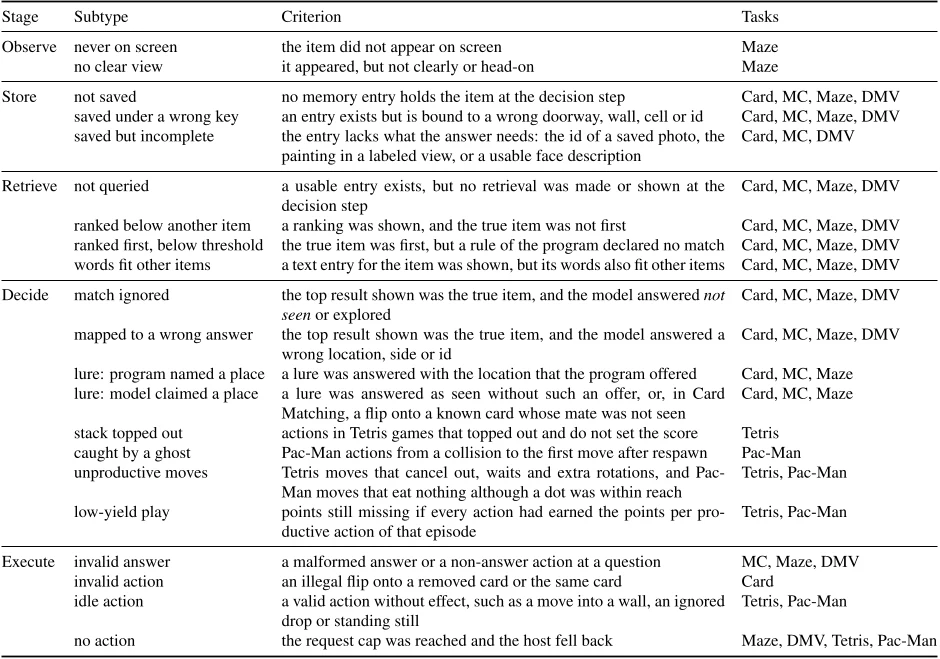 Stage Subtype Criterion Tasks
Observe never on screen the item did not appear on screen Maze
no clear view it appeared, but not clearly or head-on Maze
Store not saved no memory entry holds the item at the decision step Card, MC, Maze, DMV
saved under a wrong key an entry exists but is bound to a wrong doorway, wall, cell or id Card, MC, Maze, DMV
saved but incomplete the entry lacks what the answer needs: the id of a saved photo, the Card, MC, DMV
painting in a labeled view, or a usable face description
Retrieve not queried a usable entry exists, but no retrieval was made or shown at the Card, MC, Maze, DMV
decision step
ranked below another item a ranking was shown, and the true item was not first Card, MC, Maze, DMV
ranked first, below threshold the true item was first, but a rule of the program declared no match Card, MC, Maze, DMV
words fit other items a text entry for the item was shown, but its words also fit other items Card, MC, Maze, DMV
Decide match ignored the top result shown was the true item, and the model answered not Card, MC, Maze, DMV
seen or explored
mapped to a wrong answer the top result shown was the true item, and the model answered a Card, MC, Maze, DMV
wrong location, side or id
lure: program named a place a lure was answered with the location that the program offered Card, MC, Maze
lure: model claimed a place a lure was answered as seen without such an offer, or, in Card Card, MC, Maze
Matching, a flip onto a known card whose mate was not seen
stack topped out actions in Tetris games that topped out and do not set the score Tetris
caught by a ghost Pac-Man actions from a collision to the first move after respawn Pac-Man
unproductive moves Tetris moves that cancel out, waits and extra rotations, and Pac- Tetris, Pac-Man
Man moves that eat nothing although a dot was within reach
low-yield play points still missing if every action had earned the points per pro- Tetris, Pac-Man
ductive action of that episode
Execute invalid answer a malformed answer or a non-answer action at a question MC, Maze, DMV
invalid action an illegal flip onto a removed card or the same card Card
idle action a valid action without effect, such as a move into a wall, an ignored Tetris, Pac-Man
drop or standing still
no action the request cap was reached and the host fell back Maze, DMV, Tetris, Pac-Man